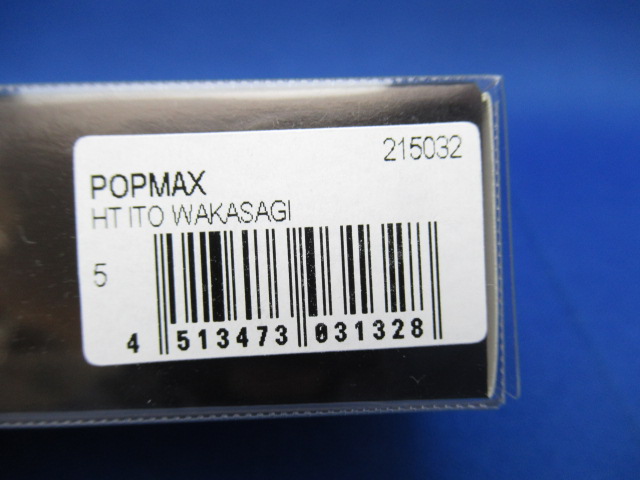 215032
POPMAX
HT ITO WAKASAGI
5
4 513473 031328